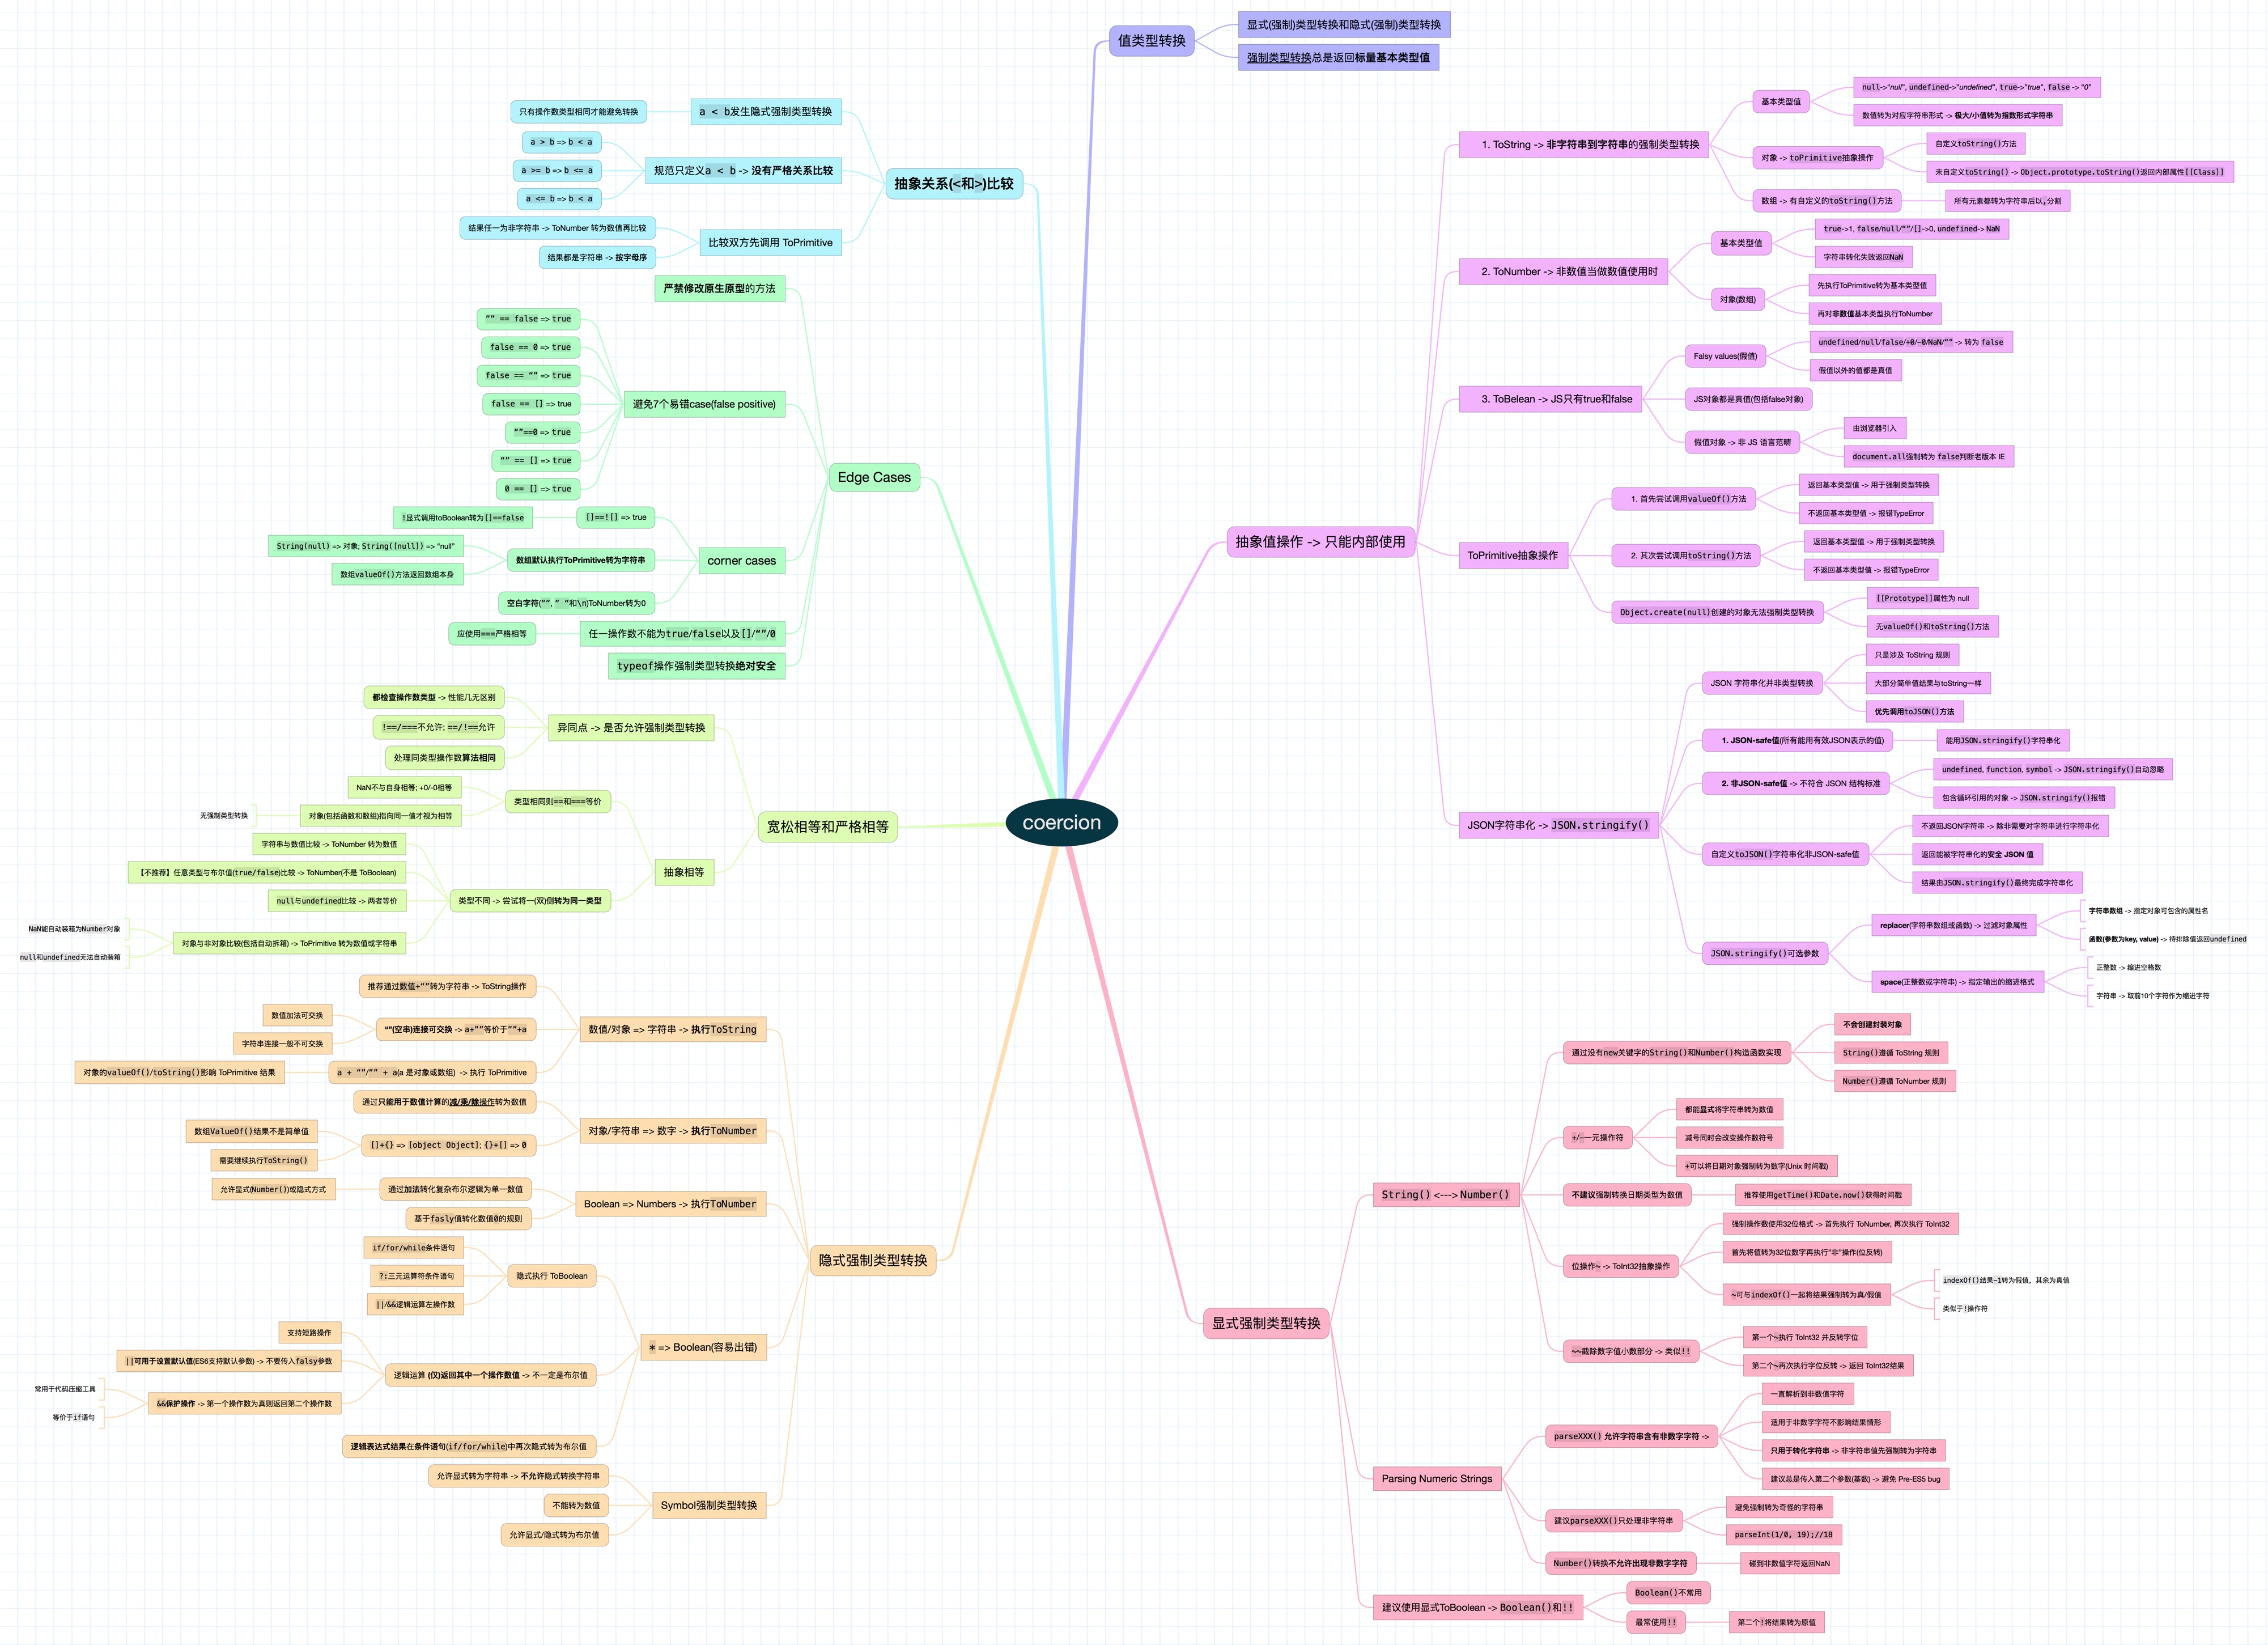 coercion
值类型转换
显式(强制)类型转换和隐式(强制)类型转换
强制类型转换总是返回标量基本类型值
抽象值操作 -> 只能内部使用
1. ToString -> 非字符串到字符串的强制类型转换
基本类型值
null->"null", undefined->"undefined", true->"true", false -> "0"
数值转为对应字符串形式 -> 极大/小值转为指数形式字符串
对象 -> toPrimitive抽象操作
自定义toString()方法
未自定义toString() -> Object.prototype.toString()返回内部属性[[Class]]
数组 -> 有自定义的toString()方法
所有元素都转为字符串后以,分割
2. ToNumber -> 非数值当做数值使用时
基本类型值
true->1, false/null/“”/[]->0, undefined-> NaN
字符串转化失败返回NaN
对象(数组)
先执行ToPrimitive转为基本类型值
再对非数值基本类型执行ToNumber
3. ToBelean -> JS只有true和false
Falsy values(假值)
undefined/null/false/+0/-0/NaN/“” -> 转为 false
假值以外的值都是真值
JS对象都是真值(包括false对象)
假值对象 -> 非 JS 语言范畴
由浏览器引入
document.all强制转为 false判断老版本 IE
ToPrimitive抽象操作
1. 首先尝试调用valueOf()方法
返回基本类型值 -> 用于强制类型转换
不返回基本类型值 -> 报错TypeError
2. 其次尝试调用toString()方法
返回基本类型值 -> 用于强制类型转换
不返回基本类型值 -> 报错TypeError
Object.create(null)创建的对象无法强制类型转换
[[Prototype]]属性为 null
无valueOf()和toString()方法
JSON字符串化 -> JSON.stringify()
JSON 字符串化并非类型转换
只是涉及 ToString 规则
大部分简单值结果与toString一样
优先调用toJSON()方法
1. JSON-safe值(所有能用有效JSON表示的值)
能用JSON.stringify()字符串化
2. 非JSON-safe值 -> 不符合 JSON 结构标准
undefined, function, symbol -> JSON.stringify()自动忽略
包含循环引用的对象 -> JSON.stringify()报错
自定义toJSON()字符串化非JSON-safe值
不返回JSON字符串 -> 除非需要对字符串进行字符串化
返回能被字符串化的安全 JSON 值
结果由JSON.stringify()最终完成字符串化
JSON.stringify()可选参数
replacer(字符串数组或函数) -> 过滤对象属性
字符串数组 -> 指定对象可包含的属性名
函数(参数为key, value) -> 待排除值返回undefined
space(正整数或字符串) -> 指定输出的缩进格式
正整数 -> 缩进空格数
字符串 -> 取前10个字符作为缩进字符
显式强制类型转换
String() <---> Number()
通过没有new关键字的String()和Number()构造函数实现
不会创建封装对象
String()遵循 ToString 规则
Number()遵循 ToNumber 规则
+/-一元操作符
都能显式将字符串转为数值
减号同时会改变操作数符号
+可以将日期对象强制转为数字(Unix 时间戳)
不建议强制转换日期类型为数值
推荐使用getTime()和Date.now()获得时间戳
位操作~ -> ToInt32抽象操作
强制操作数使用32位格式 -> 首先执行 ToNumber, 再次执行 ToInt32
首先将值转为32位数字再执行"非"操作(位反转)
~可与indexOf()一起将结果强制转为真/假值
indexOf()结果-1转为假值，其余为真值
类似于!操作符
~~截除数字值小数部分 -> 类似!!
第一个~执行 ToInt32 并反转字位
第二个~再次执行字位反转 -> 返回 ToInt32结果
Parsing Numeric Strings
parseXXX() 允许字符串含有非数字字符 ->
一直解析到非数值字符
适用于非数字字符不影响结果情形
只用于转化字符串 -> 非字符串值先强制转为字符串
建议总是传入第二个参数(基数) -> 避免 Pre-ES5 bug
建议parseXXX()只处理非字符串
避免强制转为奇怪的字符串
parseInt(1/0, 19);//18
Number()转换不允许出现非数字字符
碰到非数值字符返回NaN
建议使用显式ToBoolean -> Boolean()和!!
Boolean()不常用
最常使用!!
第二个!将结果转为原值
抽象关系(<和>)比较
a < b发生隐式强制类型转换
只有操作数类型相同才能避免转换
规范只定义a < b -> 没有严格关系比较
a > b => b < a
a >= b => b <= a
a <= b => b < a
比较双方先调用 ToPrimitive
结果任一为非字符串 -> ToNumber 转为数值再比较
结果都是字符串 -> 按字母序
Edge Cases
严禁修改原生原型的方法
避免7个易错case(false positive)
“” == false => true
false == 0 => true
false == “” => true
false == [] => true
“”==0 => true
“” == [] => true
0 == [] => true
corner cases
[]==![] => true
!显式调用toBoolean转为[]==false
数组默认执行ToPrimitive转为字符串
String(null) => 对象; String([null]) => “null”
数组valueOf()方法返回数组本身
空白字符(“”, “ ”和\n)ToNumber转为0
任一操作数不能为true/false以及[]/“”/0
应使用===严格相等
typeof操作强制类型转换绝对安全
宽松相等和严格相等
异同点 -> 是否允许强制类型转换
都检查操作数类型 -> 性能几无区别
!==/===不允许; ==/!==允许
处理同类型操作数算法相同
抽象相等
类型相同则==和===等价
NaN不与自身相等; +0/-0相等
对象(包括函数和数组)指向同一值才视为相等
无强制类型转换
类型不同 -> 尝试将一(双)侧转为同一类型
字符串与数值比较 -> ToNumber 转为数值
【不推荐】任意类型与布尔值(true/false)比较 -> ToNumber(不是 ToBoolean)
null与undefined比较 -> 两者等价
对象与非对象比较(包括自动拆箱) -> ToPrimitive 转为数值或字符串
NaN能自动装箱为Number对象
null和undefined无法自动装箱
隐式强制类型转换
数值/对象 => 字符串 -> 执行ToString
推荐通过数值+“”转为字符串 -> ToString操作
“”(空串)连接可交换 -> a+“”等价于“”+a
数值加法可交换
字符串连接一般不可交换
a + “”/“” + a(a 是对象或数组) -> 执行 ToPrimitive
对象的valueOf()/toString()影响 ToPrimitive 结果
对象/字符串 => 数字 -> 执行ToNumber
通过只能用于数值计算的减/乘/除操作转为数值
[]+{} => [object Object]; {}+[] => 0
数组ValueOf()结果不是简单值
需要继续执行ToString()
Boolean => Numbers -> 执行ToNumber
通过加法转化复杂布尔逻辑为单一数值
允许显式(Number())或隐式方式
基于fasly值转化数值0的规则
* => Boolean(容易出错)
隐式执行 ToBoolean
if/for/while条件语句
?:三元运算符条件语句
||/&&逻辑运算左操作数
逻辑运算 (仅)返回其中一个操作数值 -> 不一定是布尔值
支持短路操作
||可用于设置默认值(ES6支持默认参数) -> 不要传入falsy参数
&&保护操作 -> 第一个操作数为真则返回第二个操作数
常用于代码压缩工具
等价于if语句
逻辑表达式结果在条件语句(if/for/while)中再次隐式转为布尔值
Symbol强制类型转换
允许显式转为字符串 -> 不允许隐式转换字符串
不能转为数值
允许显式/隐式转为布尔值